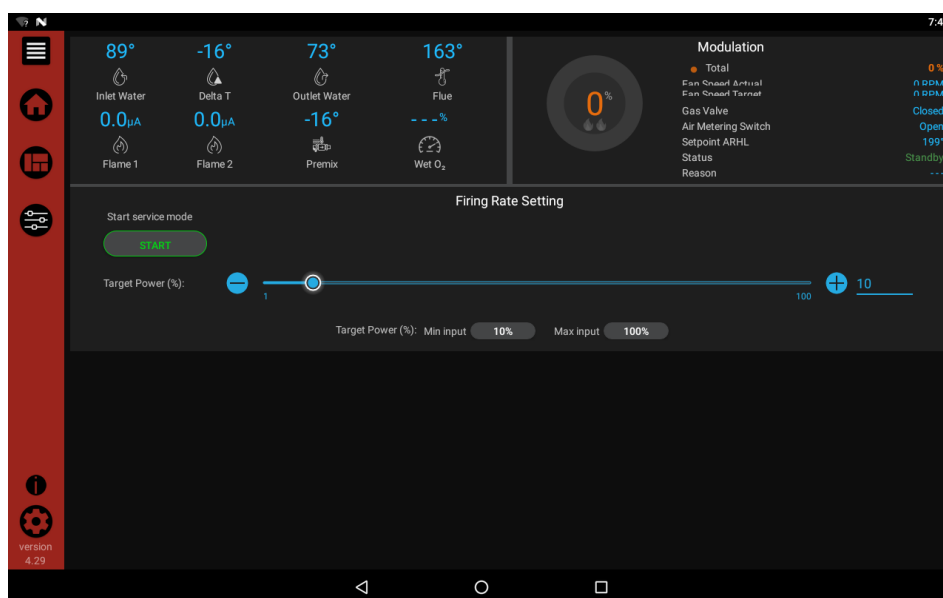 7:4
89° -16° 73° 163°
Inlet Water Delta T Outlet Water Flue
0.0µA 0.0µA -16° ---%
Flame 1 Flame 2 Premix Wet O₂
0%
Modulation
Total 0%
Fan Speed Actual 0 RPM
Fan Speed Target 0 RPM
Gas Valve Closed
Air Metering Switch Open
Setpoint ARHL 199°
Status Standby
Reason ---
Firing Rate Setting
Start service mode
START
Target Power (%): 10
1 100
Target Power (%): Min input 10% Max input 100%
version
4.29